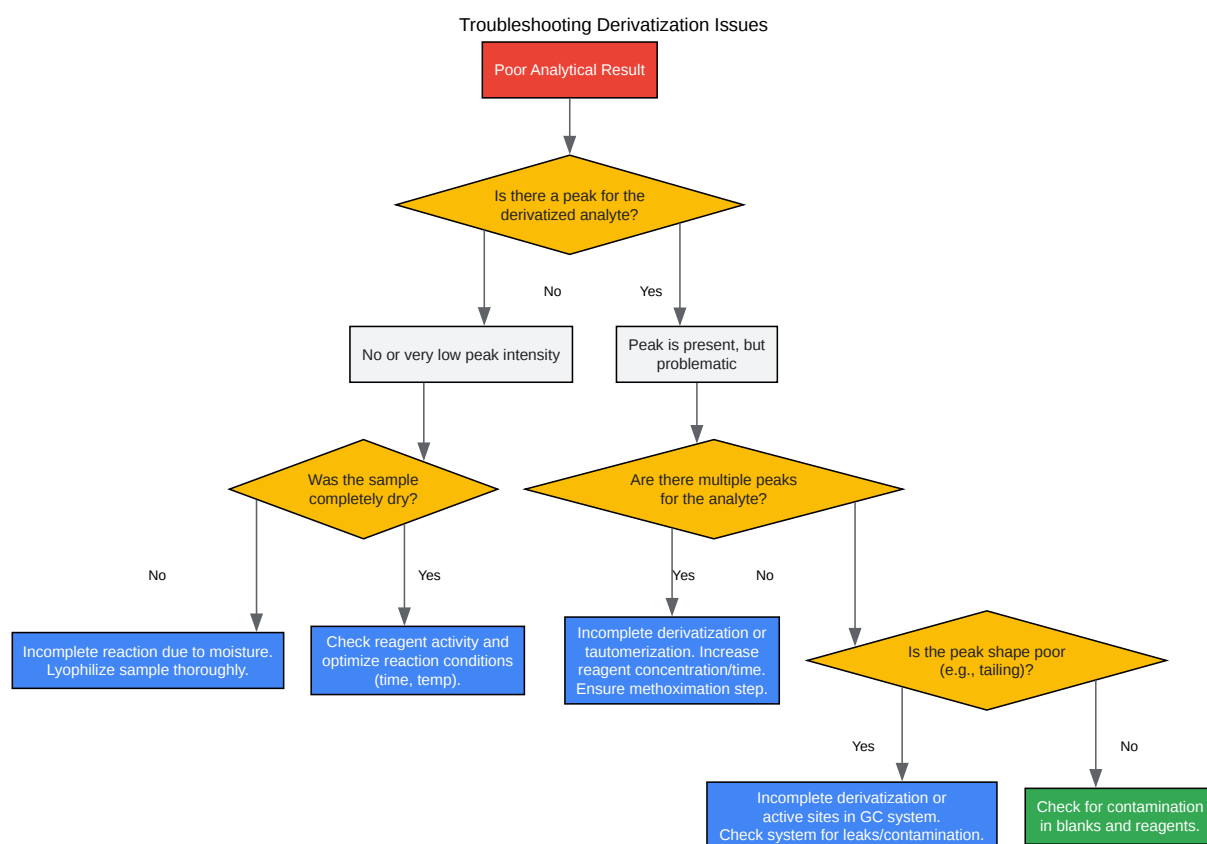 Troubleshooting Derivatization Issues
Poor Analytical Result
Is there a peak for the
derivatized analyte?
No
Yes
No or very low peak intensity
Peak is present, but
problematic
Was the sample
completely dry?
Are there multiple peaks
for the analyte?
No
Yes
Yes
No
Incomplete reaction due to moisture.
Lyophilize sample thoroughly.
Check reagent activity and
optimize reaction conditions
(time, temp).
Incomplete derivatization or
tautomerization. Increase
reagent concentration/time.
Ensure methoximation step.
Is the peak shape poor
(e.g., tailing)?
Yes
No
Incomplete derivatization or
active sites in GC system.
Check system for leaks/contamination.
Check for contamination
in blanks and reagents.